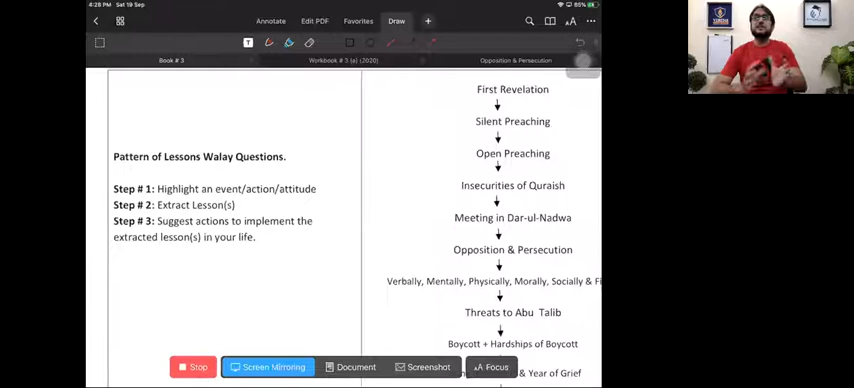 4:28 PM Sat 19 Sep
85%
Annotate Edit PDF Favorites Draw
Book # 3 Workbook # 3 (s) (2020) Opposition & Persecution
Pattern of Lessons Walay Questions.
Step # 1: Highlight an event/action/attitude
Step # 2: Extract Lesson(s)
Step # 3: Suggest actions to implement the
extracted lesson(s) in your life.
First Revelation
Silent Preaching
Open Preaching
Insecurities of Quraish
Meeting in Dar-ul-Nadwa
Opposition & Persecution
Verbally, Mentally, Physically, Morally, Socially & Fi
Threats to Abu Talib
Boycott + Hardships of Boycott
& Year of Grief
Stop Screen Mirroring Document Screenshot AA Focus